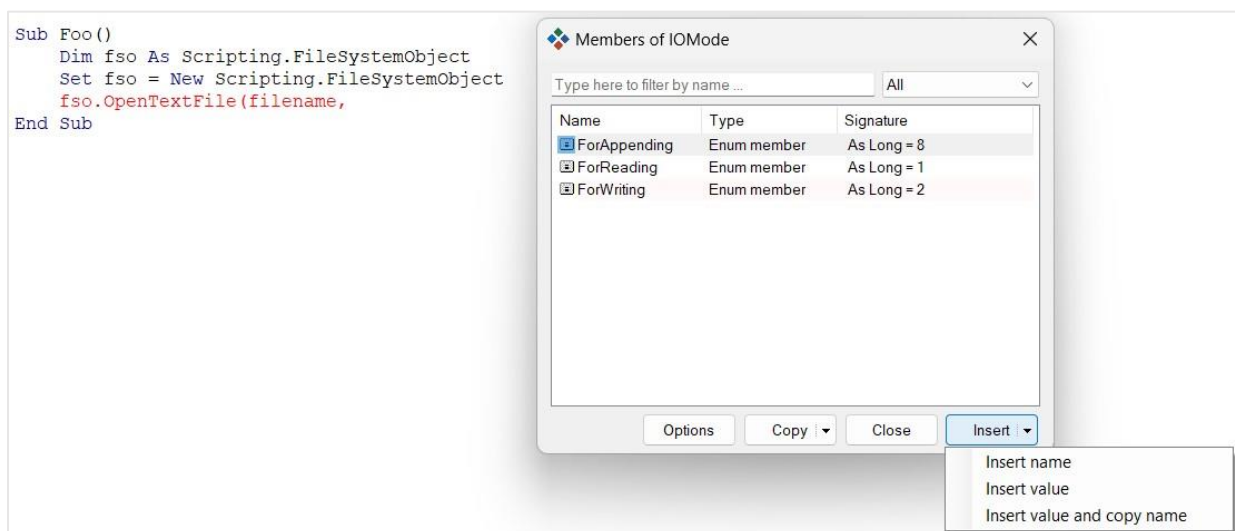 Sub Foo()
Dim fso As Scripting.FileSystemObject
Set fso = New Scripting.FileSystemObject
fso.OpenTextFile(filename,
End Sub
Members of IOMode
Type here to filter by name ... All
Name Type Signature
ForAppending Enum member As Long = 8
ForReading Enum member As Long = 1
ForWriting Enum member As Long = 2
Options Copy Close Insert
Insert name
Insert value
Insert value and copy name